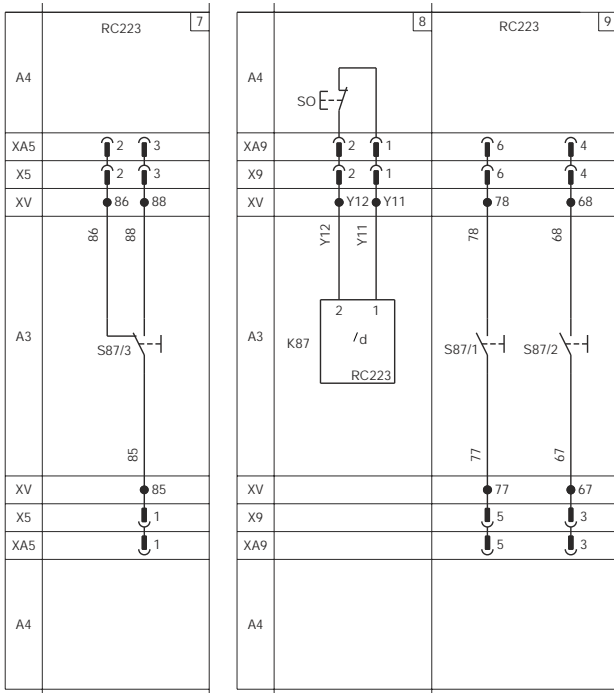 RC223 7
A4
XA5 2 3
X5 2 3
XV 86 88
86 88
A3
S87/3
85
XV 85
X5 1
XA5 1
A4
8 RC223 9
A4
SO
XA9 2 1 6 4
X9 2 1 6 4
XV Y12 Y11 78 68
Y12 Y11 78 68
2 1
A3 K87 /d S87/1 S87/2
RC223
77 67
XV 77 67
X9 5 3
XA9 5 3
A4